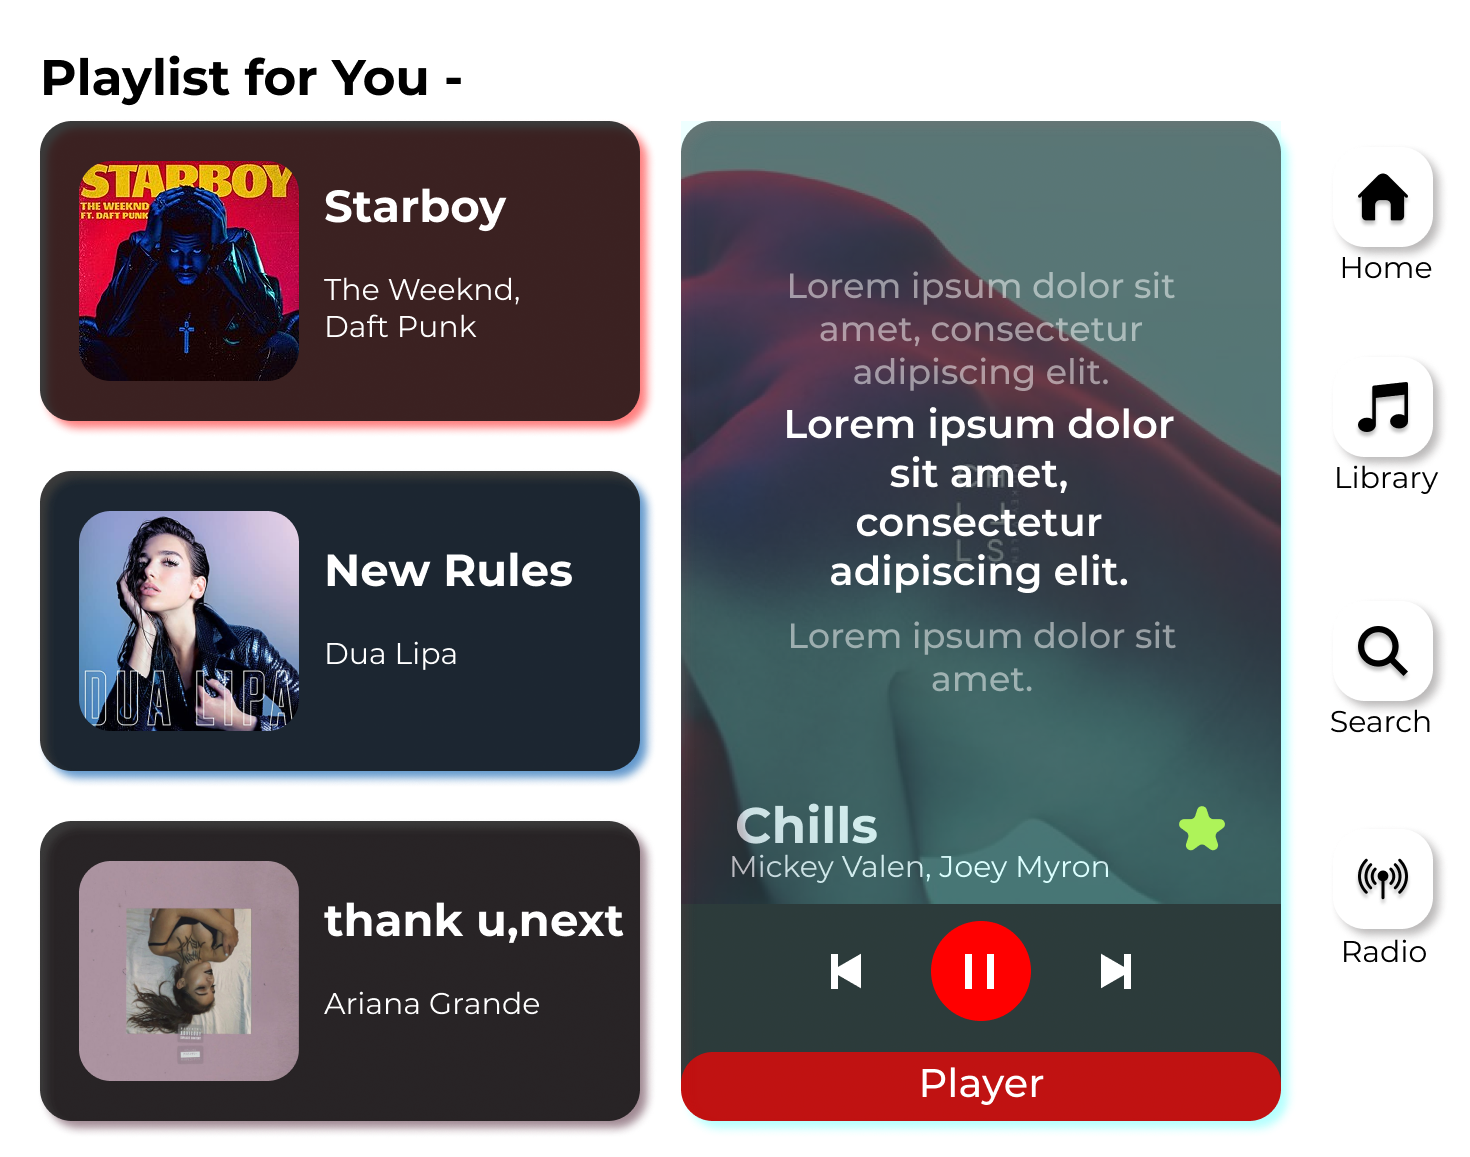 Playlist for You -
STARBOY
THE WEEKND
FT. DAFT PUNK
Starboy
The Weeknd,
Daft Punk
DUA LIPA
New Rules
Dua Lipa
thank u,next
Ariana Grande
Lorem ipsum dolor sit
amet, consectetur
adipiscing elit.
Lorem ipsum dolor
sit amet,
consectetur
adipiscing elit.
Lorem ipsum dolor sit
amet.
Chills
Mickey Valen, Joey Myron
Player
Home
Library
Search
Radio